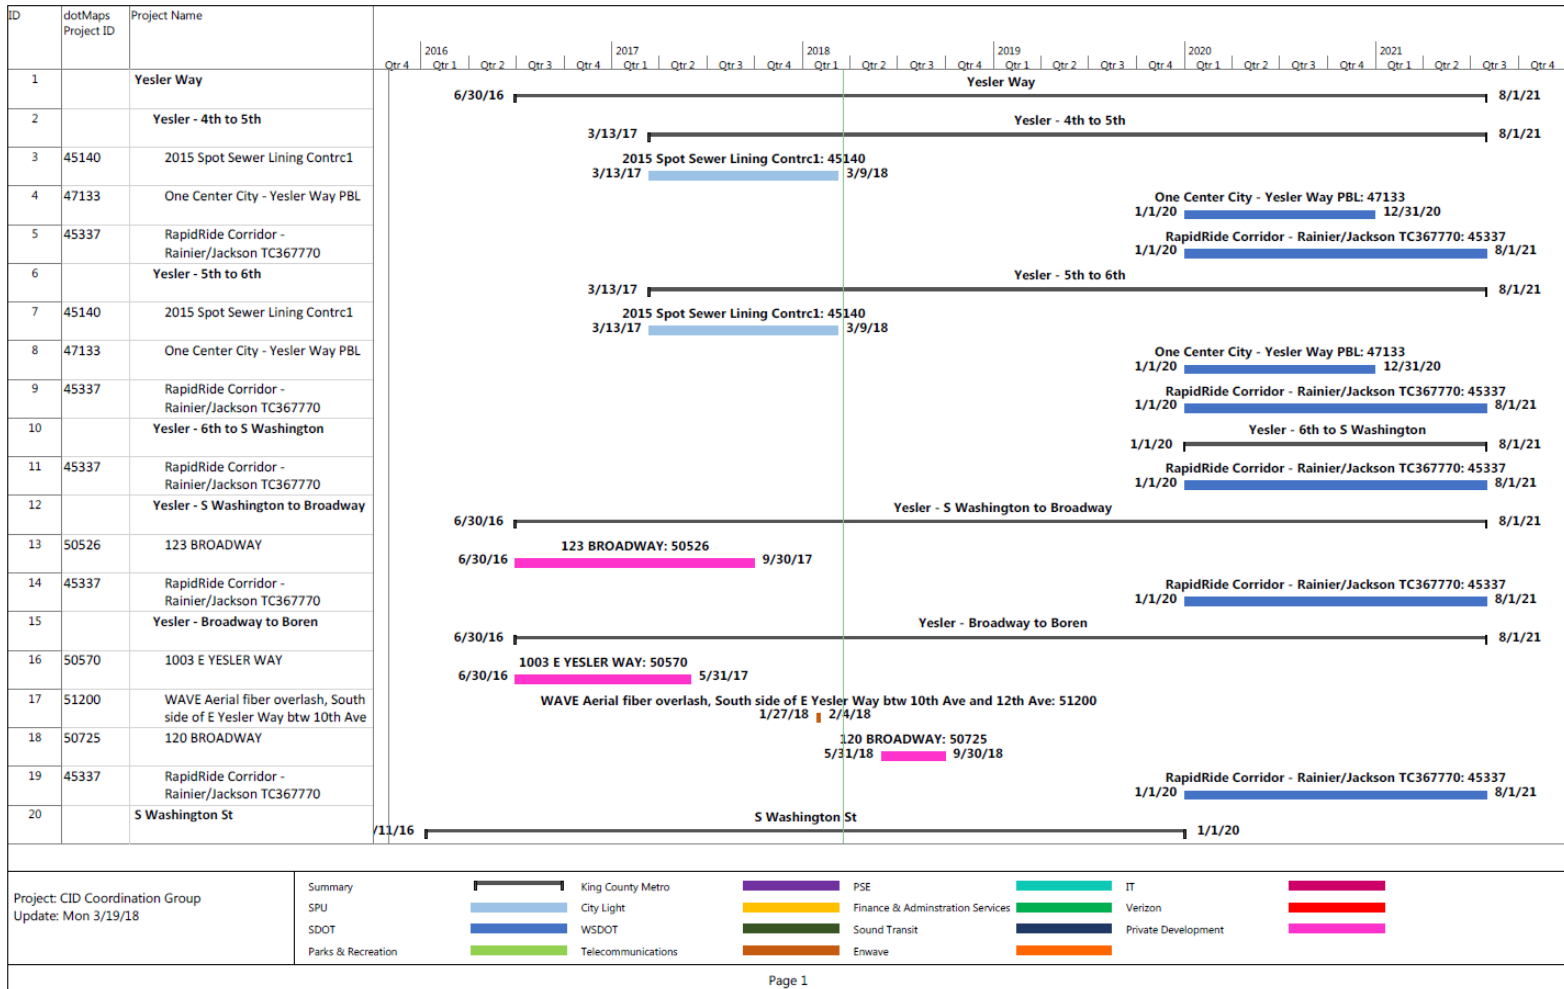 ID dotMaps Project ID Project Name
2016 2017 2018 2019 2020 2021
Qtr 4 Qtr 1 Qtr 2 Qtr 3 Qtr 4 Qtr 1 Qtr 2 Qtr 3 Qtr 4 Qtr 1 Qtr 2 Qtr 3 Qtr 4 Qtr 1 Qtr 2 Qtr 3 Qtr 4 Qtr 1 Qtr 2 Qtr 3 Qtr 4 Qtr 1 Qtr 2 Qtr 3 Qtr 4
1 Yesler Way Yesler Way
6/30/16 8/1/21
2 Yesler - 4th to 5th Yesler - 4th to 5th
3/13/17 8/1/21
3 45140 2015 Spot Sewer Lining Contrc1 2015 Spot Sewer Lining Contrc1: 45140
3/13/17 3/9/18
4 47133 One Center City - Yesler Way PBL One Center City - Yesler Way PBL: 47133
1/1/20 12/31/20
5 45337 RapidRide Corridor - RapidRide Corridor - Rainier/Jackson TC367770: 45337
Rainier/Jackson TC367770 1/1/20 8/1/21
6 Yesler - 5th to 6th Yesler - 5th to 6th
3/13/17 8/1/21
7 45140 2015 Spot Sewer Lining Contrc1 2015 Spot Sewer Lining Contrc1: 45140
3/13/17 3/9/18
8 47133 One Center City - Yesler Way PBL One Center City - Yesler Way PBL: 47133
1/1/20 12/31/20
9 45337 RapidRide Corridor - RapidRide Corridor - Rainier/Jackson TC367770: 45337
Rainier/Jackson TC367770 1/1/20 8/1/21
10 Yesler - 6th to S Washington Yesler - 6th to S Washington
1/1/20 8/1/21
11 45337 RapidRide Corridor - RapidRide Corridor - Rainier/Jackson TC367770: 45337
Rainier/Jackson TC367770 1/1/20 8/1/21
12 Yesler - S Washington to Broadway Yesler - S Washington to Broadway
6/30/16 8/1/21
13 50526 123 BROADWAY 123 BROADWAY: 50526
6/30/16 9/30/17
14 45337 RapidRide Corridor - RapidRide Corridor - Rainier/Jackson TC367770: 45337
Rainier/Jackson TC367770 1/1/20 8/1/21
15 Yesler - Broadway to Boren Yesler - Broadway to Boren
6/30/16 8/1/21
16 50570 1003 E YESLER WAY 1003 E YESLER WAY: 50570
6/30/16 5/31/17
17 51200 WAVE Aerial fiber overlash, South WAVE Aerial fiber overlash, South side of E Yesler Way btw 10th Ave and 12th Ave: 51200
side of E Yesler Way btw 10th Ave 1/27/18 2/4/18
18 50725 120 BROADWAY 120 BROADWAY: 50725
5/31/18 9/30/18
19 45337 RapidRide Corridor - RapidRide Corridor - Rainier/Jackson TC367770: 45337
Rainier/Jackson TC367770 1/1/20 8/1/21
20 S Washington St S Washington St
/11/16 1/1/20
Project: CID Coordination Group
Update: Mon 3/19/18
Summary King County Metro PSE IT
SPU City Light Finance & Adminstration Services Verizon
SDOT WSDOT Sound Transit Private Development
Parks & Recreation Telecommunications Enwave
Page 1